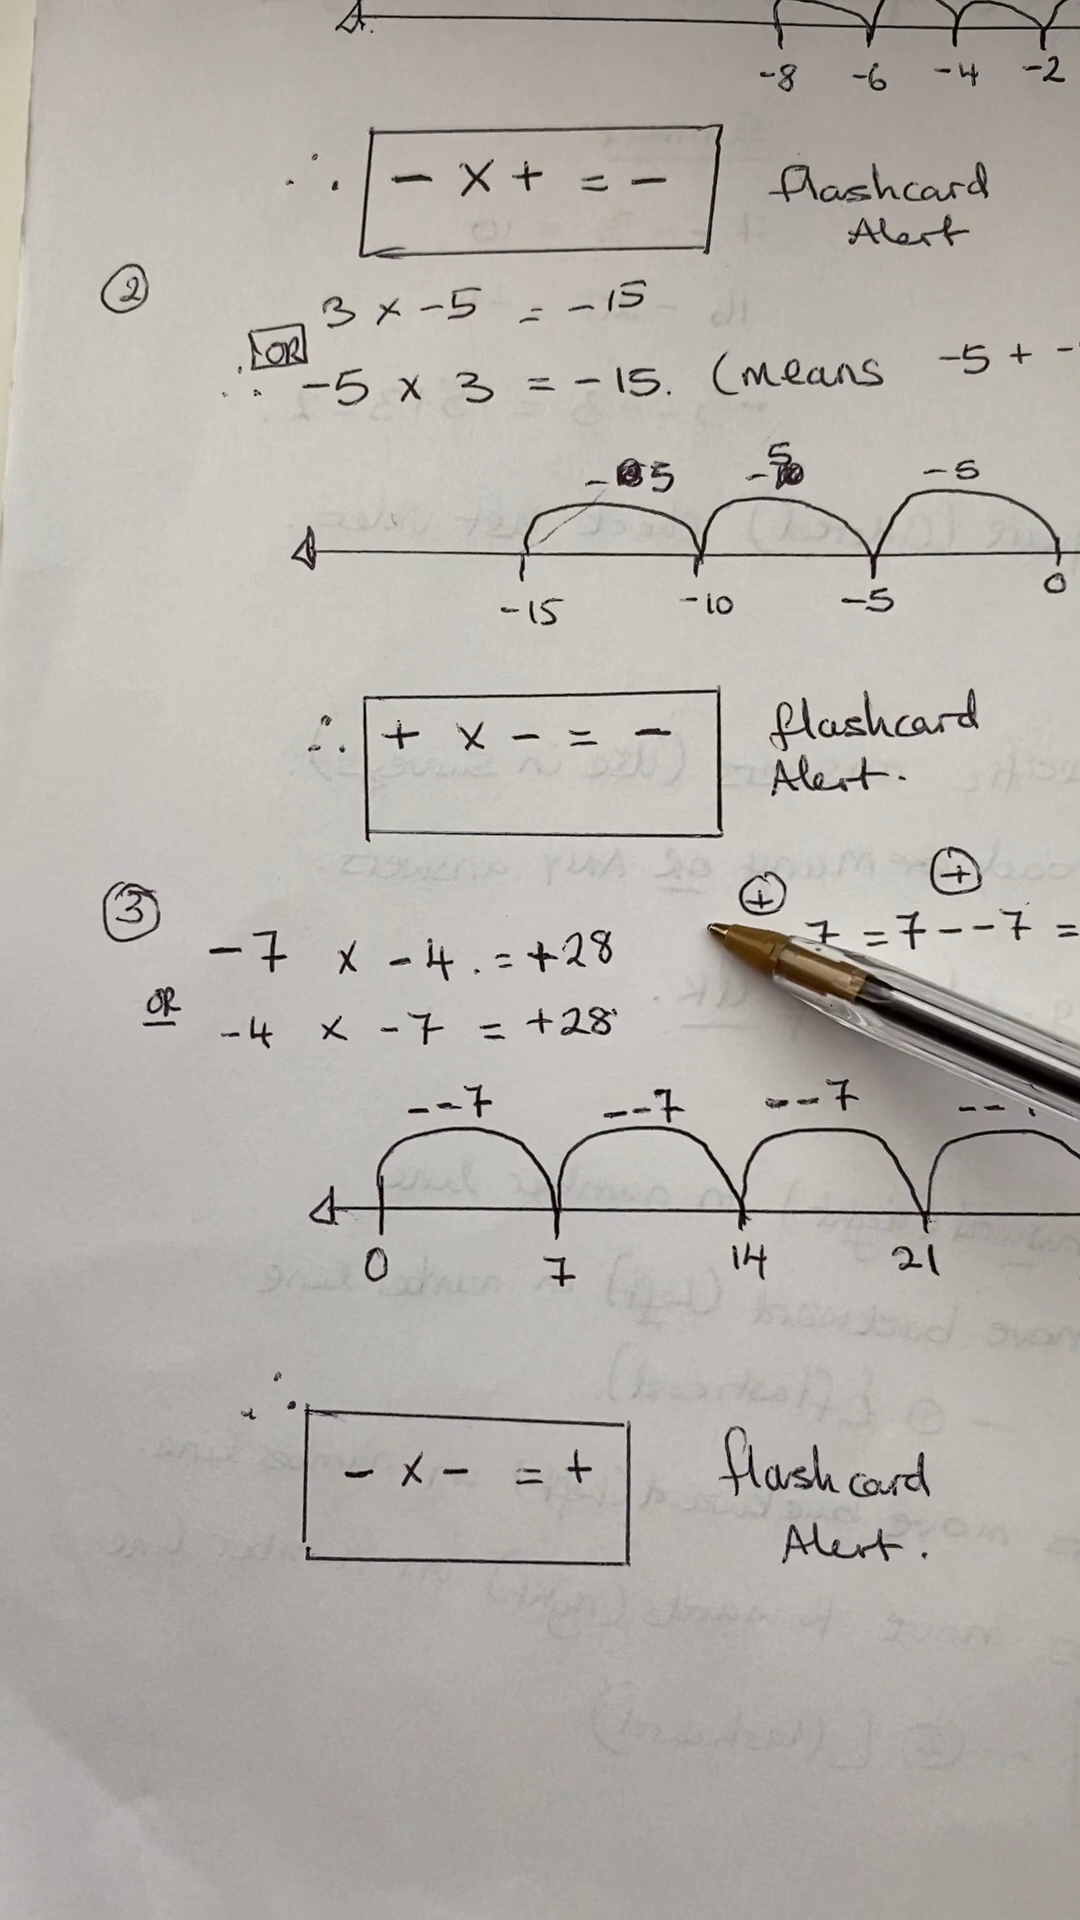 -8 -6 -4 -2
∴ - × + = - flashcard
Alert
② 3 × -5 = -15
OR
∴ -5 × 3 = -15. (means -5 + -
-5 -5 -5
-15 -10 -5 0
∴ + × - = - flashcard
Alert.
+ +
③ -7 × -4 . = +28 7 = 7 - - 7 =
OR -4 × -7 = +28
--7 --7 --7 --
0 7 14 21
∴ - × - = + flashcard
Alert.